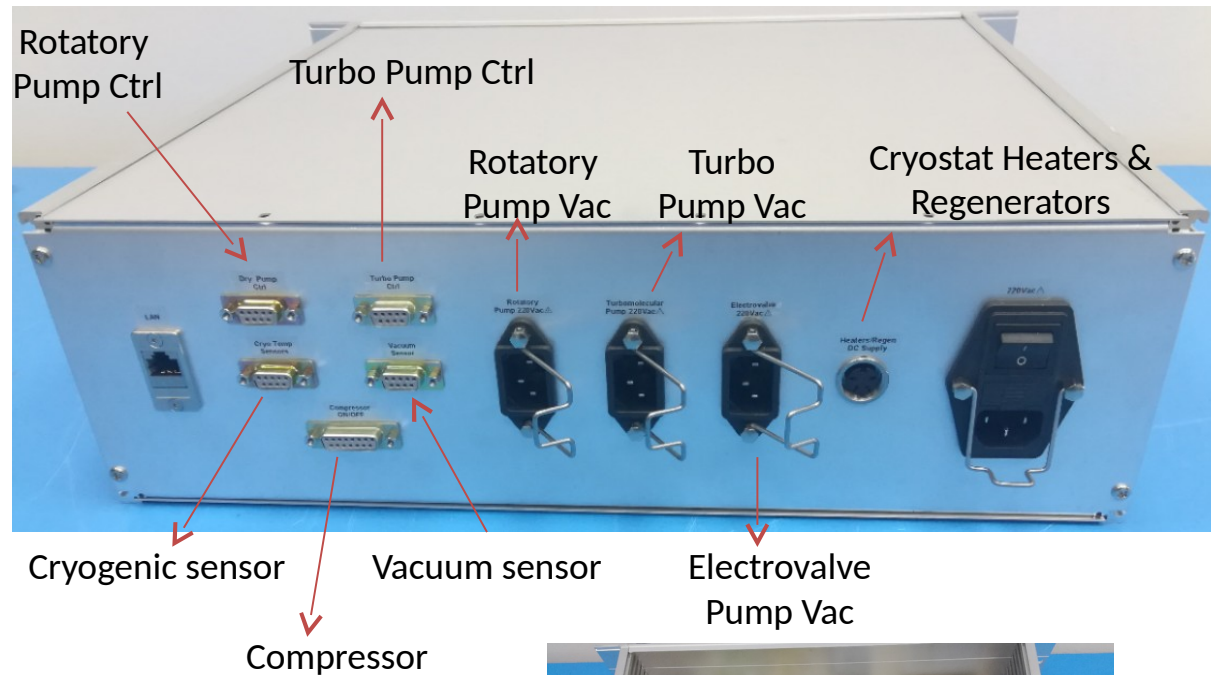 Rotatory
Pump Ctrl
Turbo Pump Ctrl
Rotatory
Pump Vac
Turbo
Pump Vac
Cryostat Heaters &
Regenerators
Dry Pump
Ctrl
Turbo Pump
Ctrl
Rotatory
Pump 220Vac⚠
Turbomolecular
Pump 220Vac⚠
Electrovalve
220Vac⚠
220Vac⚠
LAN
Cryo Temp
Sensors
Vacuum
Sensor
Heaters/Regen
DC Supply
Compressor
ON/OFF
Cryogenic sensor
Vacuum sensor
Electrovalve
Pump Vac
Compressor